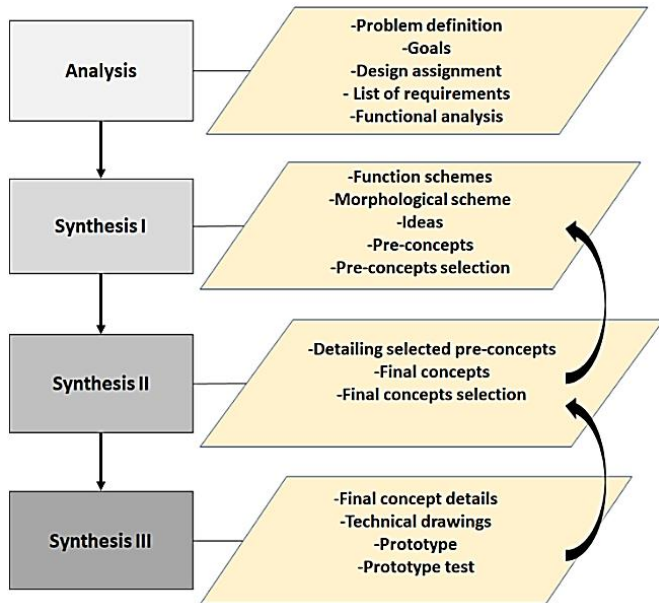 Analysis
-Problem definition
-Goals
-Design assignment
- List of requirements
-Functional analysis
Synthesis I
-Function schemes
-Morphological scheme
-Ideas
-Pre-concepts
-Pre-concepts selection
Synthesis II
-Detailing selected pre-concepts
-Final concepts
-Final concepts selection
Synthesis III
-Final concept details
-Technical drawings
-Prototype
-Prototype test